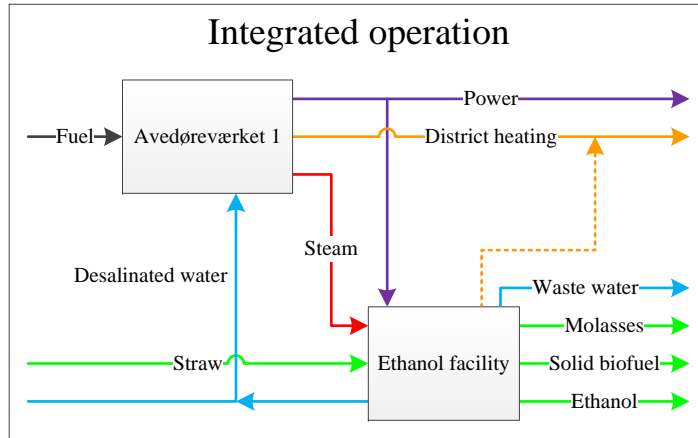 Integrated operation
Power
Fuel
Avedøreværket 1
District heating
Steam
Desalinated water
Waste water
Molasses
Straw
Ethanol facility
Solid biofuel
Ethanol